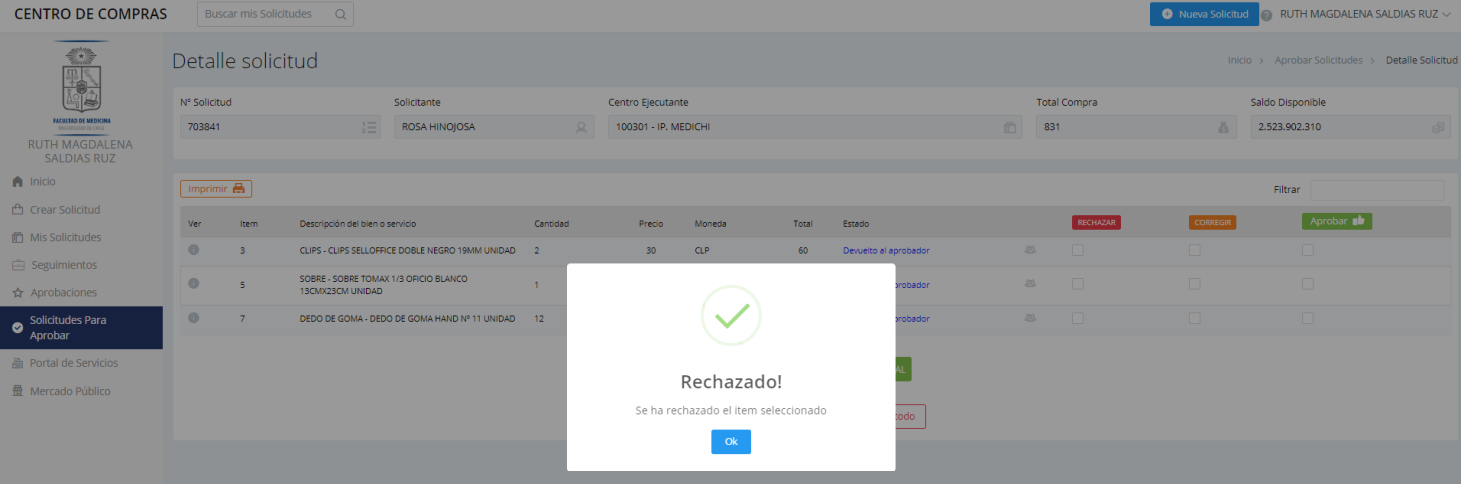 CENTRO DE COMPRAS
Buscar mis Solicitudes
Nueva Solicitud
RUTH MAGDALENA SALDIAS RUZ
FACULTAD DE MEDICINA
UNIVERSIDAD DE CHILE
RUTH MAGDALENA
SALDIAS RUZ
Inicio
Crear Solicitud
Mis Solicitudes
Seguimientos
Aprobaciones
Solicitudes Para
Aprobar
Portal de Servicios
Mercado Público
Detalle solicitud
Inicio > Aprobar Solicitudes > Detalle Solicitud
Nº Solicitud Solicitante Centro Ejecutante Total Compra Saldo Disponible
703841 ROSA HINOJOSA 100301 - IP. MEDICHI 831 2.523.902.310
Imprimir
Filtrar
Ver Item Descripción del bien o servicio Cantidad Precio Moneda Total Estado RECHAZAR CORREGIR Aprobar
3 CLIPS - CLIPS SELLOFFICE DOBLE NEGRO 19MM UNIDAD 2 30 CLP 60 Devuelto al aprobador
5 SOBRE - SOBRE TOMAX 1/3 OFICIO BLANCO
13CMX23CM UNIDAD 1 probador
7 DEDO DE GOMA - DEDO DE GOMA HAND Nº 11 UNIDAD 12 probador
AL
todo
Rechazado!
Se ha rechazado el item seleccionado
Ok